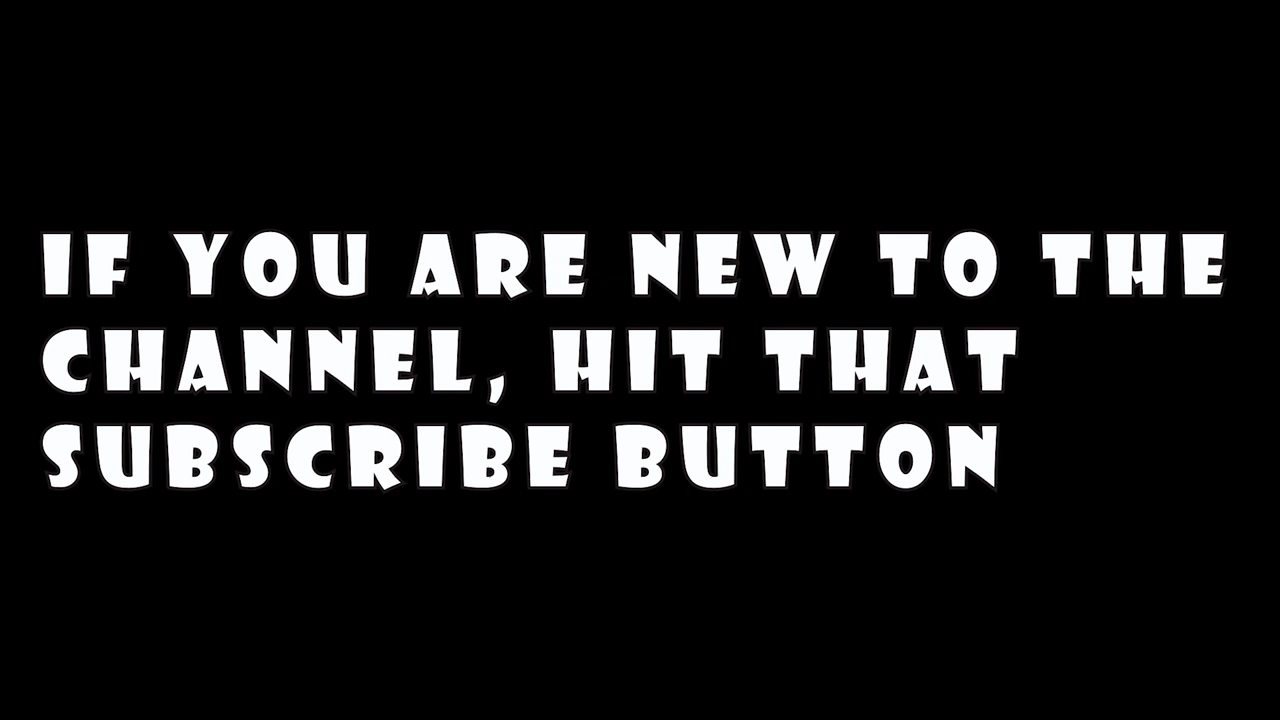 IF YOU ARE NEW TO THE
CHANNEL, HIT THAT
SUBSCRIBE BUTTON